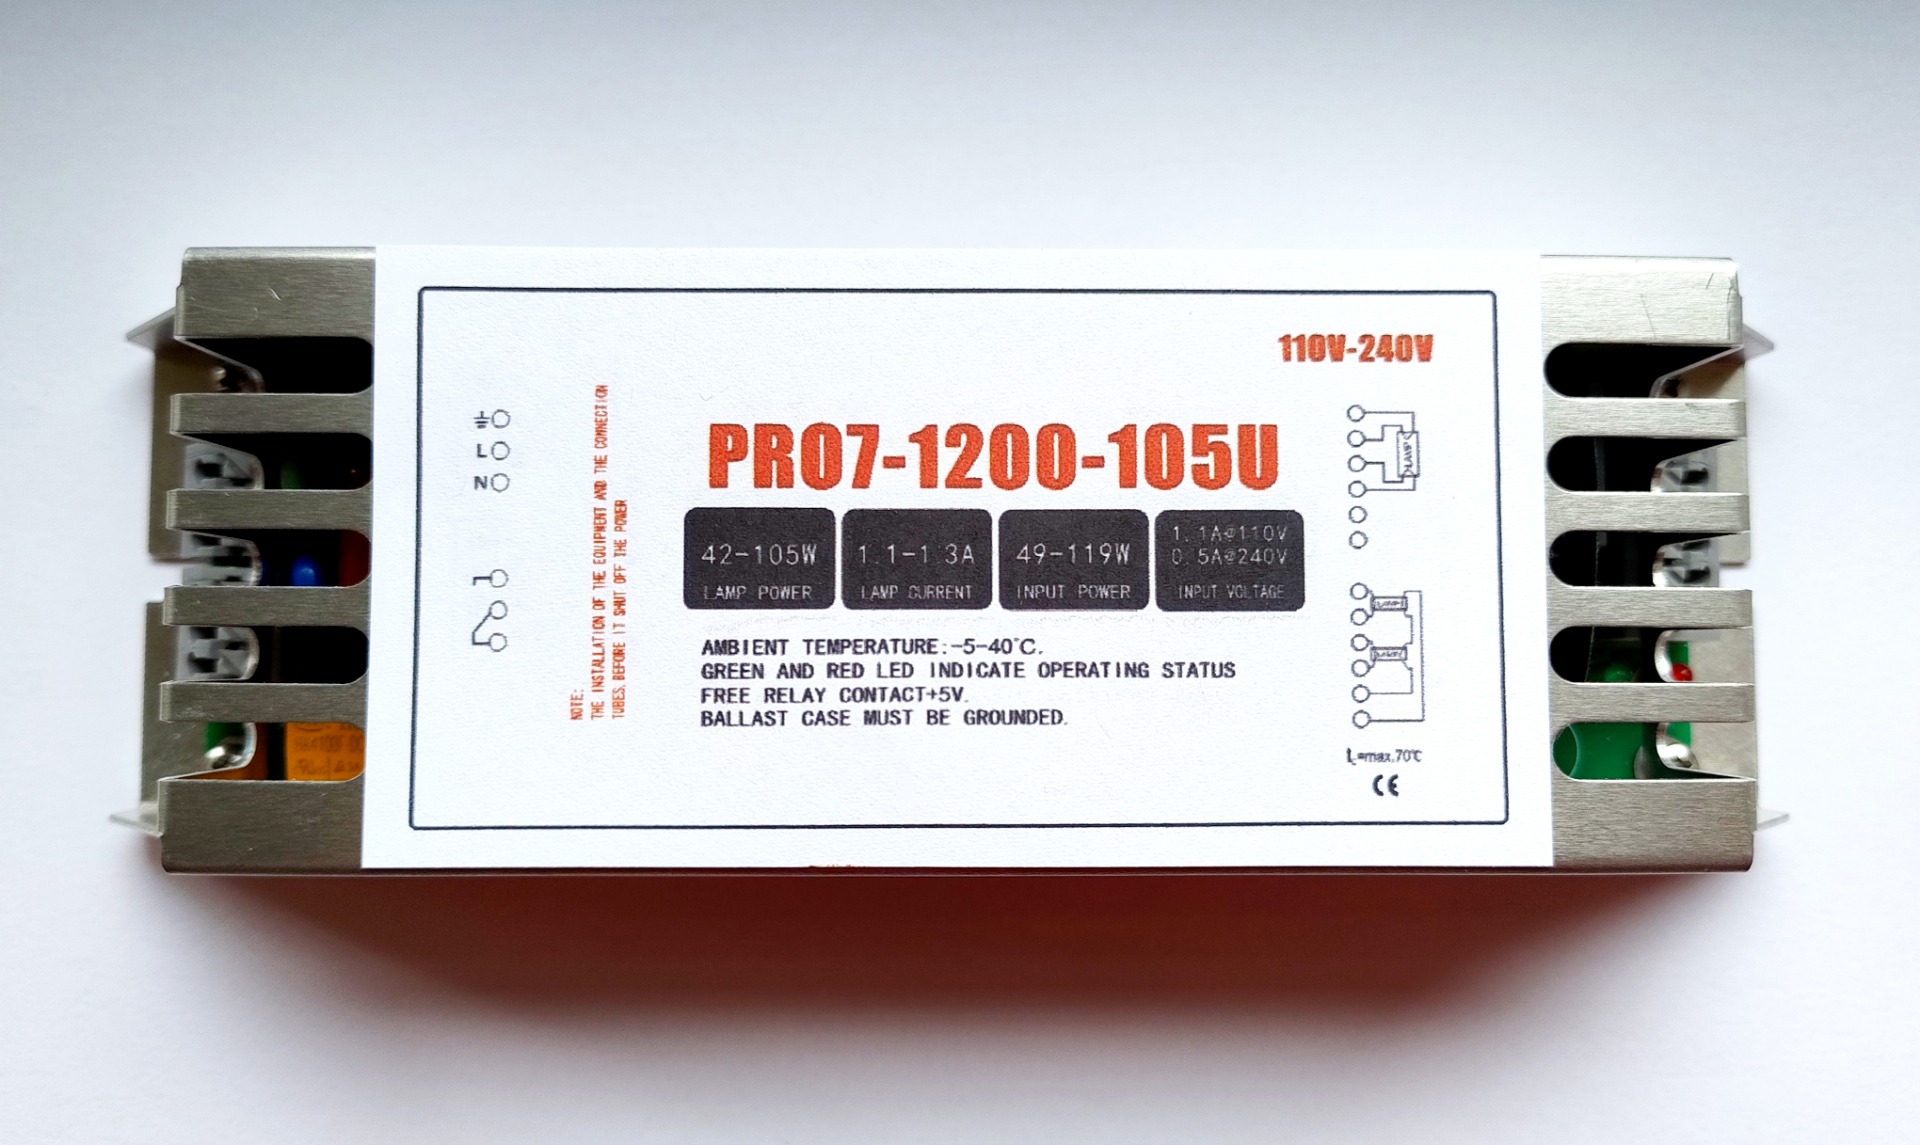 110V-240V
⏚
L
N
NOTE:
THE INSTALLATION OF THE EQUIPMENT AND THE CONNECTION
TUBES,BEFORE IT SHUT OFF THE POWER
PRO7-1200-105U
42-105W
LAMP POWER
1.1-1.3A
LAMP CURRENT
49-119W
INPUT POWER
1.1A@110V
0.5A@240V
INPUT VOLTAGE
AMBIENT TEMPERATURE:-5-40°C.
GREEN AND RED LED INDICATE OPERATING STATUS
FREE RELAY CONTACT+5V.
BALLAST CASE MUST BE GROUNDED.
LAMP
t=max.70℃
CE